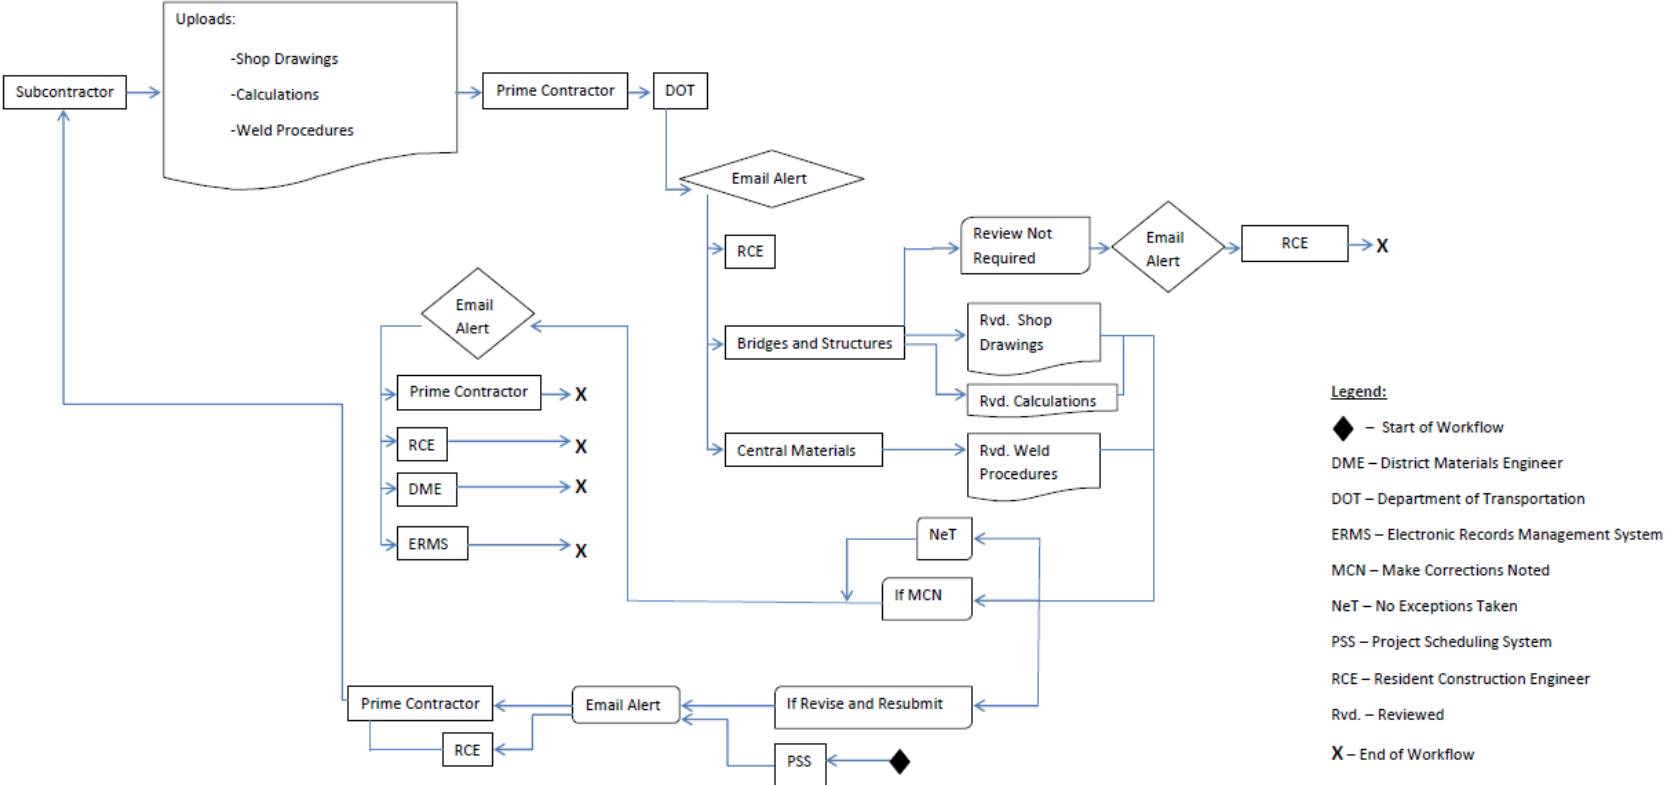 Uploads:
-Shop Drawings
-Calculations
-Weld Procedures
Subcontractor
Prime Contractor
DOT
Email Alert
RCE
Bridges and Structures
Central Materials
Review Not
Required
Email
Alert
RCE
X
Rvd. Shop
Drawings
Rvd. Calculations
Rvd. Weld
Procedures
Email
Alert
Prime Contractor
X
RCE
X
DME
X
ERMS
X
NeT
If MCN
If Revise and Resubmit
Email Alert
Prime Contractor
RCE
PSS
Legend:
– Start of Workflow
DME – District Materials Engineer
DOT – Department of Transportation
ERMS – Electronic Records Management System
MCN – Make Corrections Noted
NeT – No Exceptions Taken
PSS – Project Scheduling System
RCE – Resident Construction Engineer
Rvd. – Reviewed
X – End of Workflow